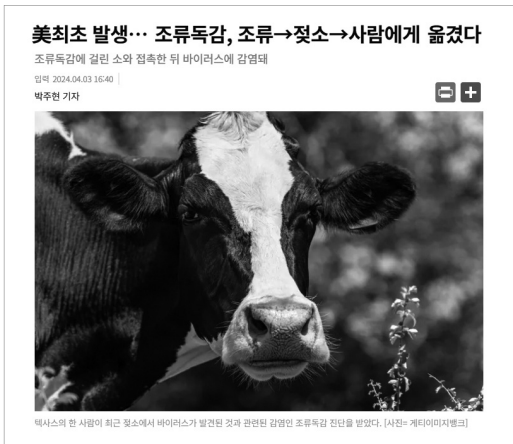 美최초 발생… 조류독감, 조류→젖소→사람에게 옮겼다
조류독감에 걸린 소와 접촉한 뒤 바이러스에 감염돼
입력 2024.04.03 16:40
박주현 기자
텍사스의 한 사람이 최근 젖소에서 바이러스가 발견된 것과 관련된 감염인 조류독감 진단을 받았다. [사진= 게티이미지뱅크]